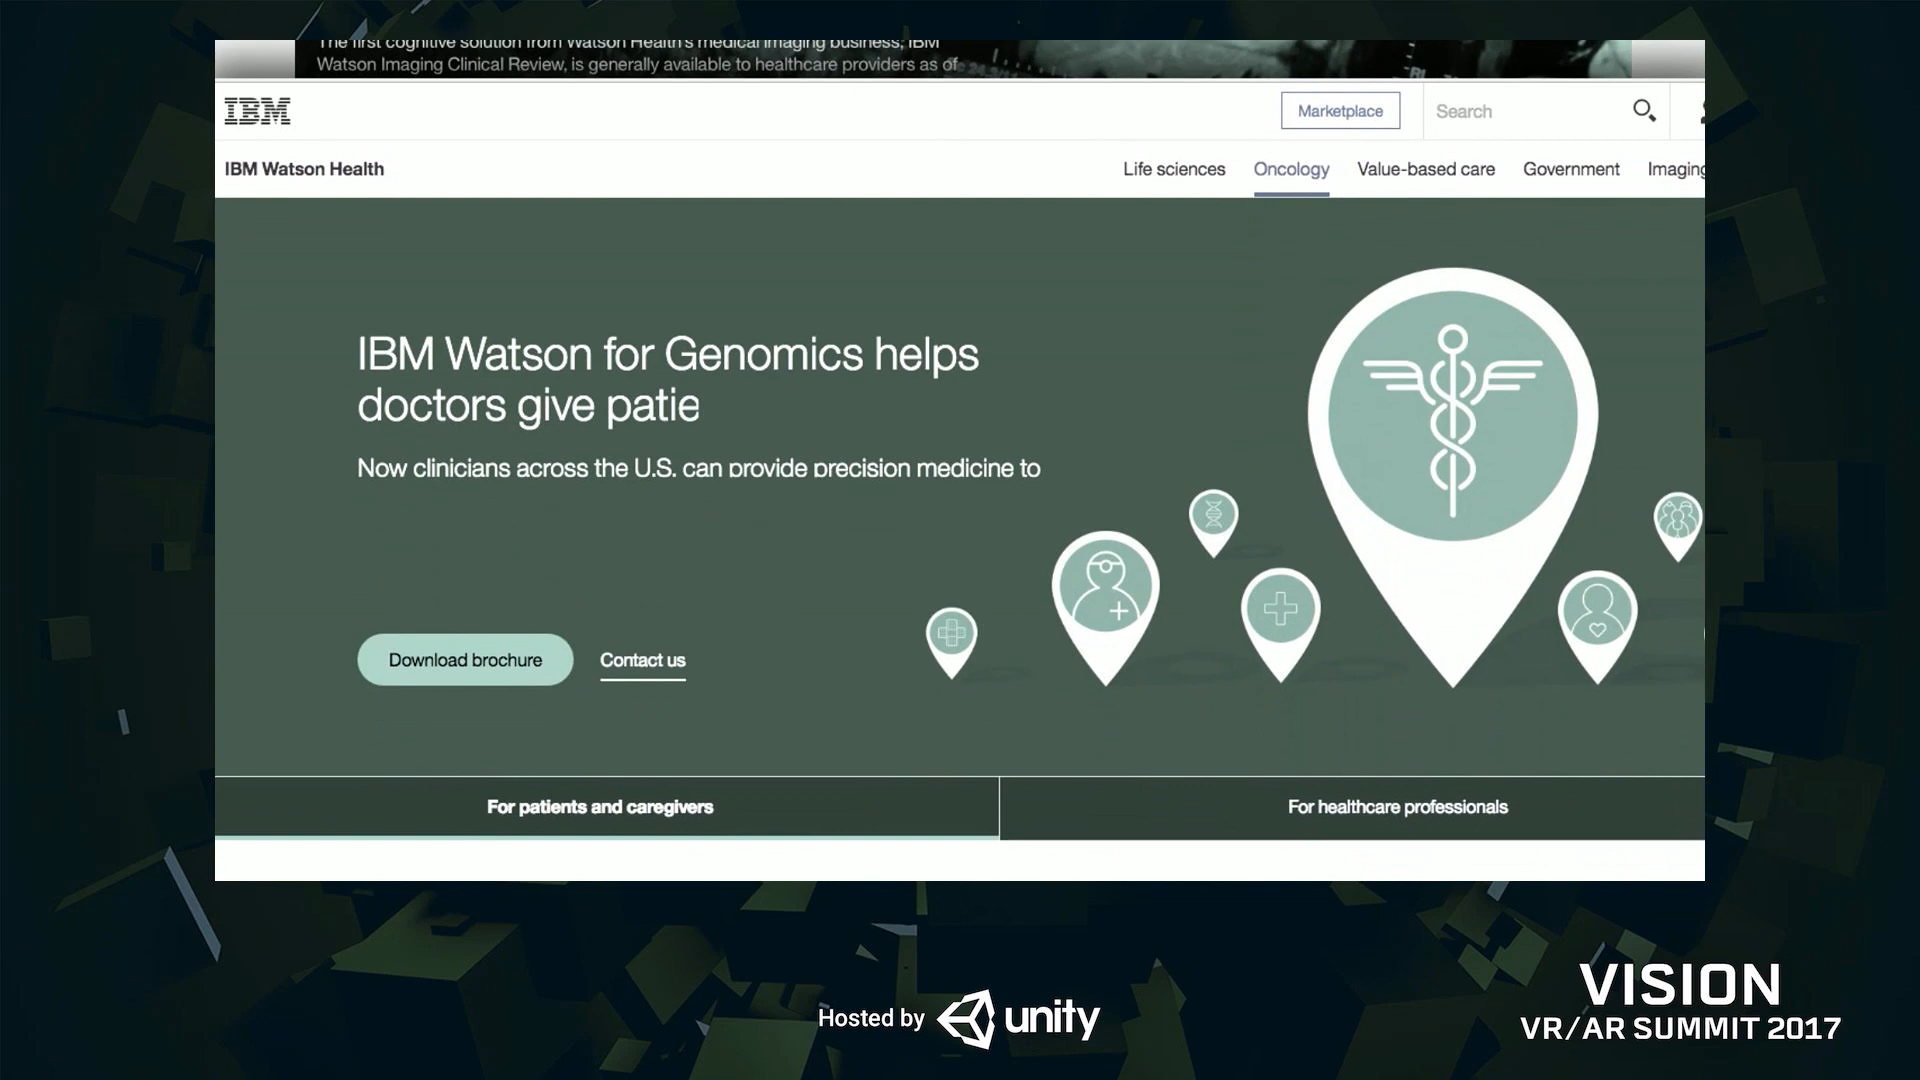 The first cognitive solution from Watson Health's medical imaging business, IBM
Watson Imaging Clinical Review, is generally available to healthcare providers as of
IBM
Marketplace
Search
IBM Watson Health
Life sciences
Oncology
Value-based care
Government
Imaging
IBM Watson for Genomics helps
doctors give patie
Now clinicians across the U.S. can provide precision medicine to
Download brochure
Contact us
For patients and caregivers
For healthcare professionals
Hosted by unity
VISION
VR/AR SUMMIT 2017